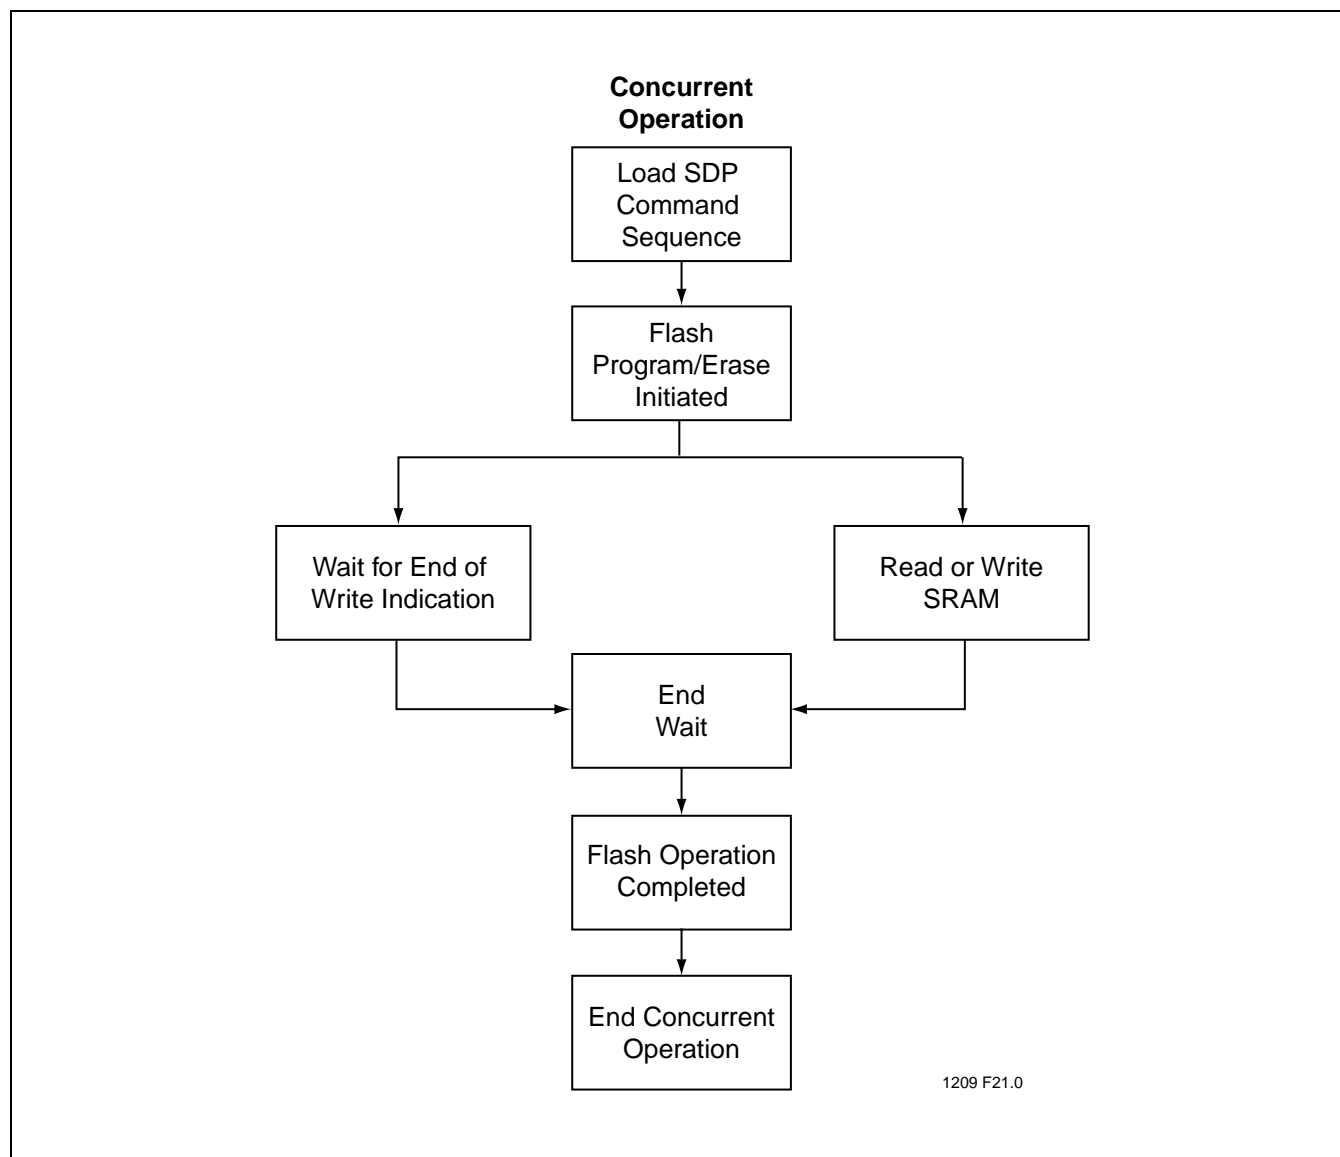 Concurrent
Operation
Load SDP
Command
Sequence
Flash
Program/Erase
Initiated
Wait for End of
Write Indication
Read or Write
SRAM
End
Wait
Flash Operation
Completed
End Concurrent
Operation
1209 F21.0